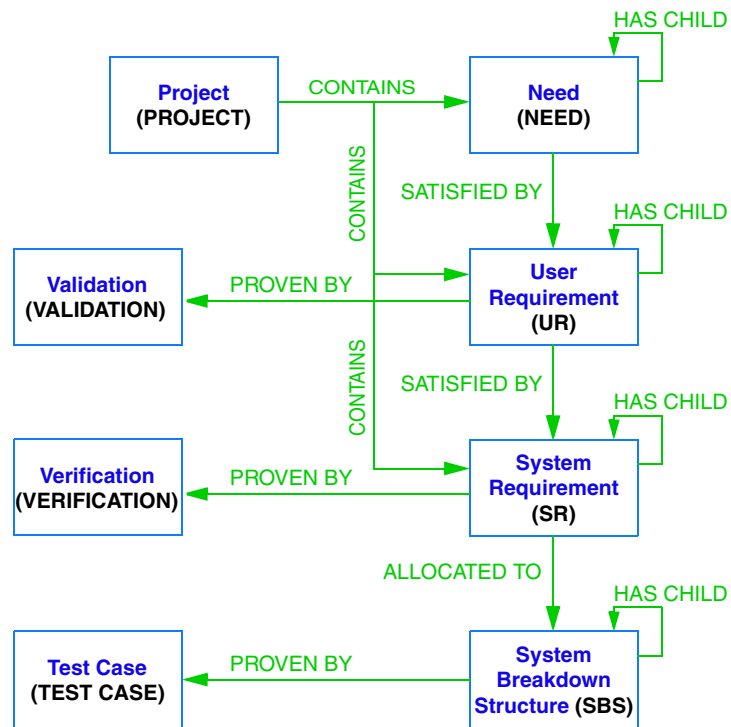 HAS CHILD
Project
(PROJECT)
CONTAINS
Need
(NEED)
CONTAINS
SATISFIED BY
HAS CHILD
Validation
(VALIDATION)
PROVEN BY
User
Requirement
(UR)
CONTAINS
SATISFIED BY
HAS CHILD
Verification
(VERIFICATION)
PROVEN BY
System
Requirement
(SR)
ALLOCATED TO
HAS CHILD
Test Case
(TEST CASE)
PROVEN BY
System
Breakdown
Structure (SBS)